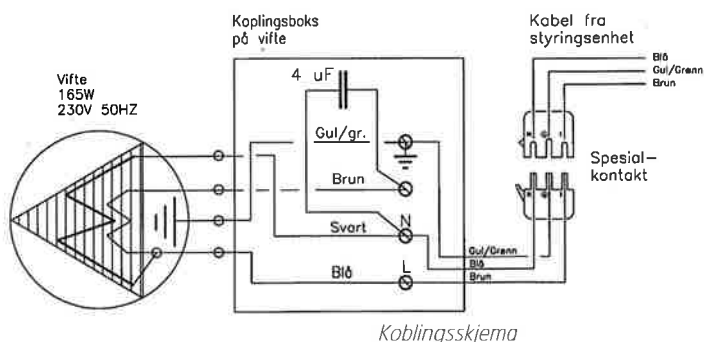 Koplingsboks
på vifte
Kabel fra
styringsenhet
Blå
Gul/Grønn
Brun
Vifte
165W
230V 50HZ
4 uF
Gul/gr.
Brun
Svart
N
Blå
L
Spesial-
kontakt
Gul/Grønn
Blå
Brun
Koblingsskjema